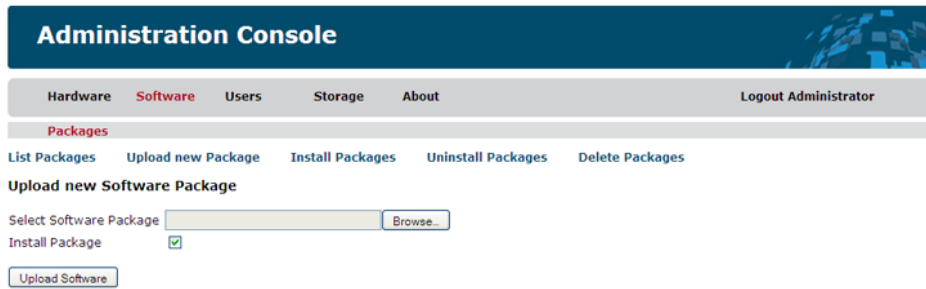 Administration Console
Hardware Software Users Storage About Logout Administrator
Packages
List Packages Upload new Package Install Packages Uninstall Packages Delete Packages
Upload new Software Package
Select Software Package Browse...
Install Package
Upload Software